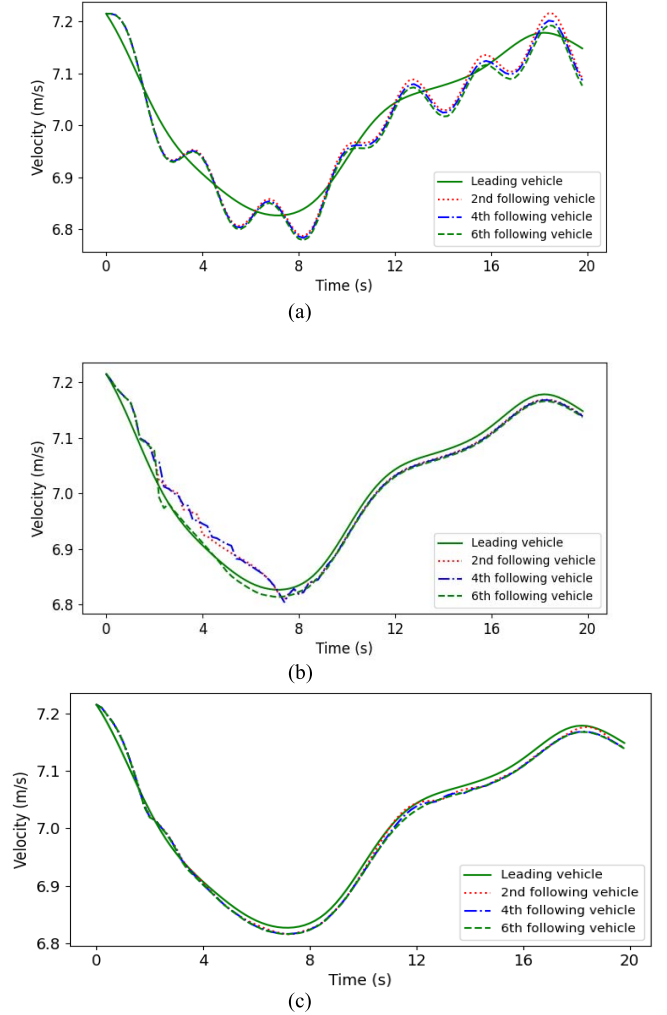 7.2
7.1
7.0
6.9
6.8
Velocity (m/s)
Leading vehicle
2nd following vehicle
4th following vehicle
6th following vehicle
0 4 8 12 16 20
Time (s)
(a)
7.2
7.1
7.0
6.9
6.8
Velocity (m/s)
Leading vehicle
2nd following vehicle
4th following vehicle
6th following vehicle
0 4 8 12 16 20
Time (s)
(b)
7.2
7.1
7.0
6.9
6.8
Velocity (m/s)
Leading vehicle
2nd following vehicle
4th following vehicle
6th following vehicle
0 4 8 12 16 20
Time (s)
(c)